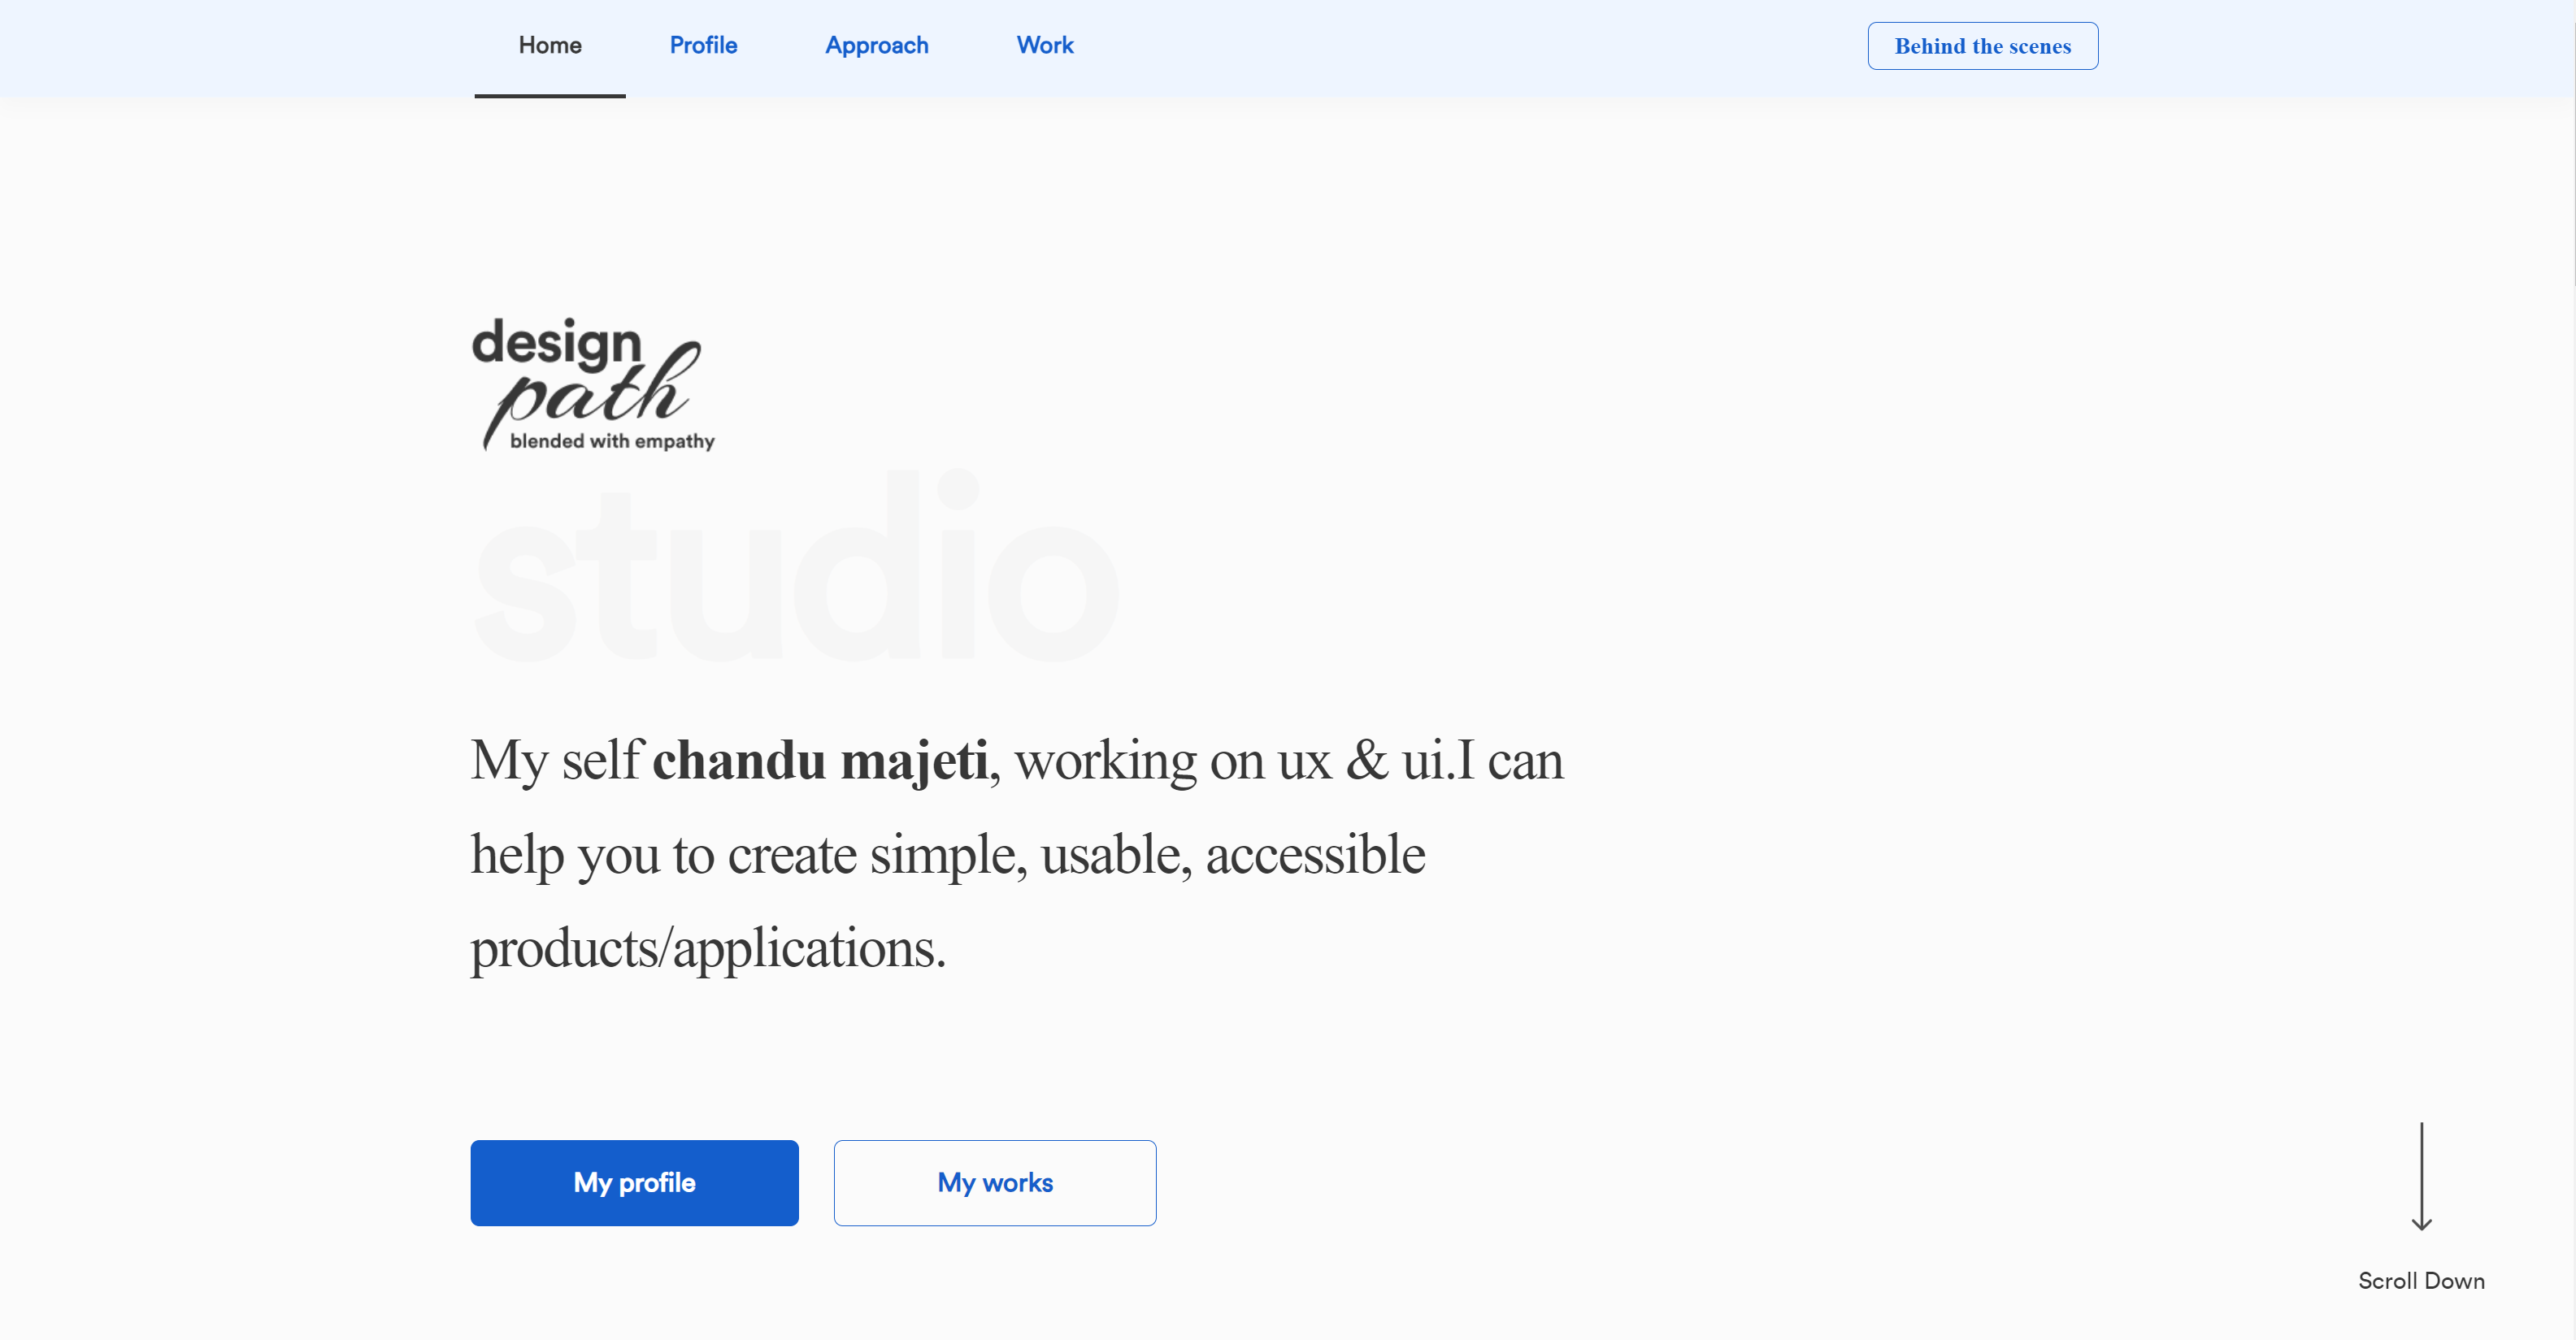 Home Profile Approach Work Behind the scenes
design
path
blended with empathy
studio
My self chandu majeti, working on ux & ui.I can
help you to create simple, usable, accessible
products/applications.
My profile My works
Scroll Down